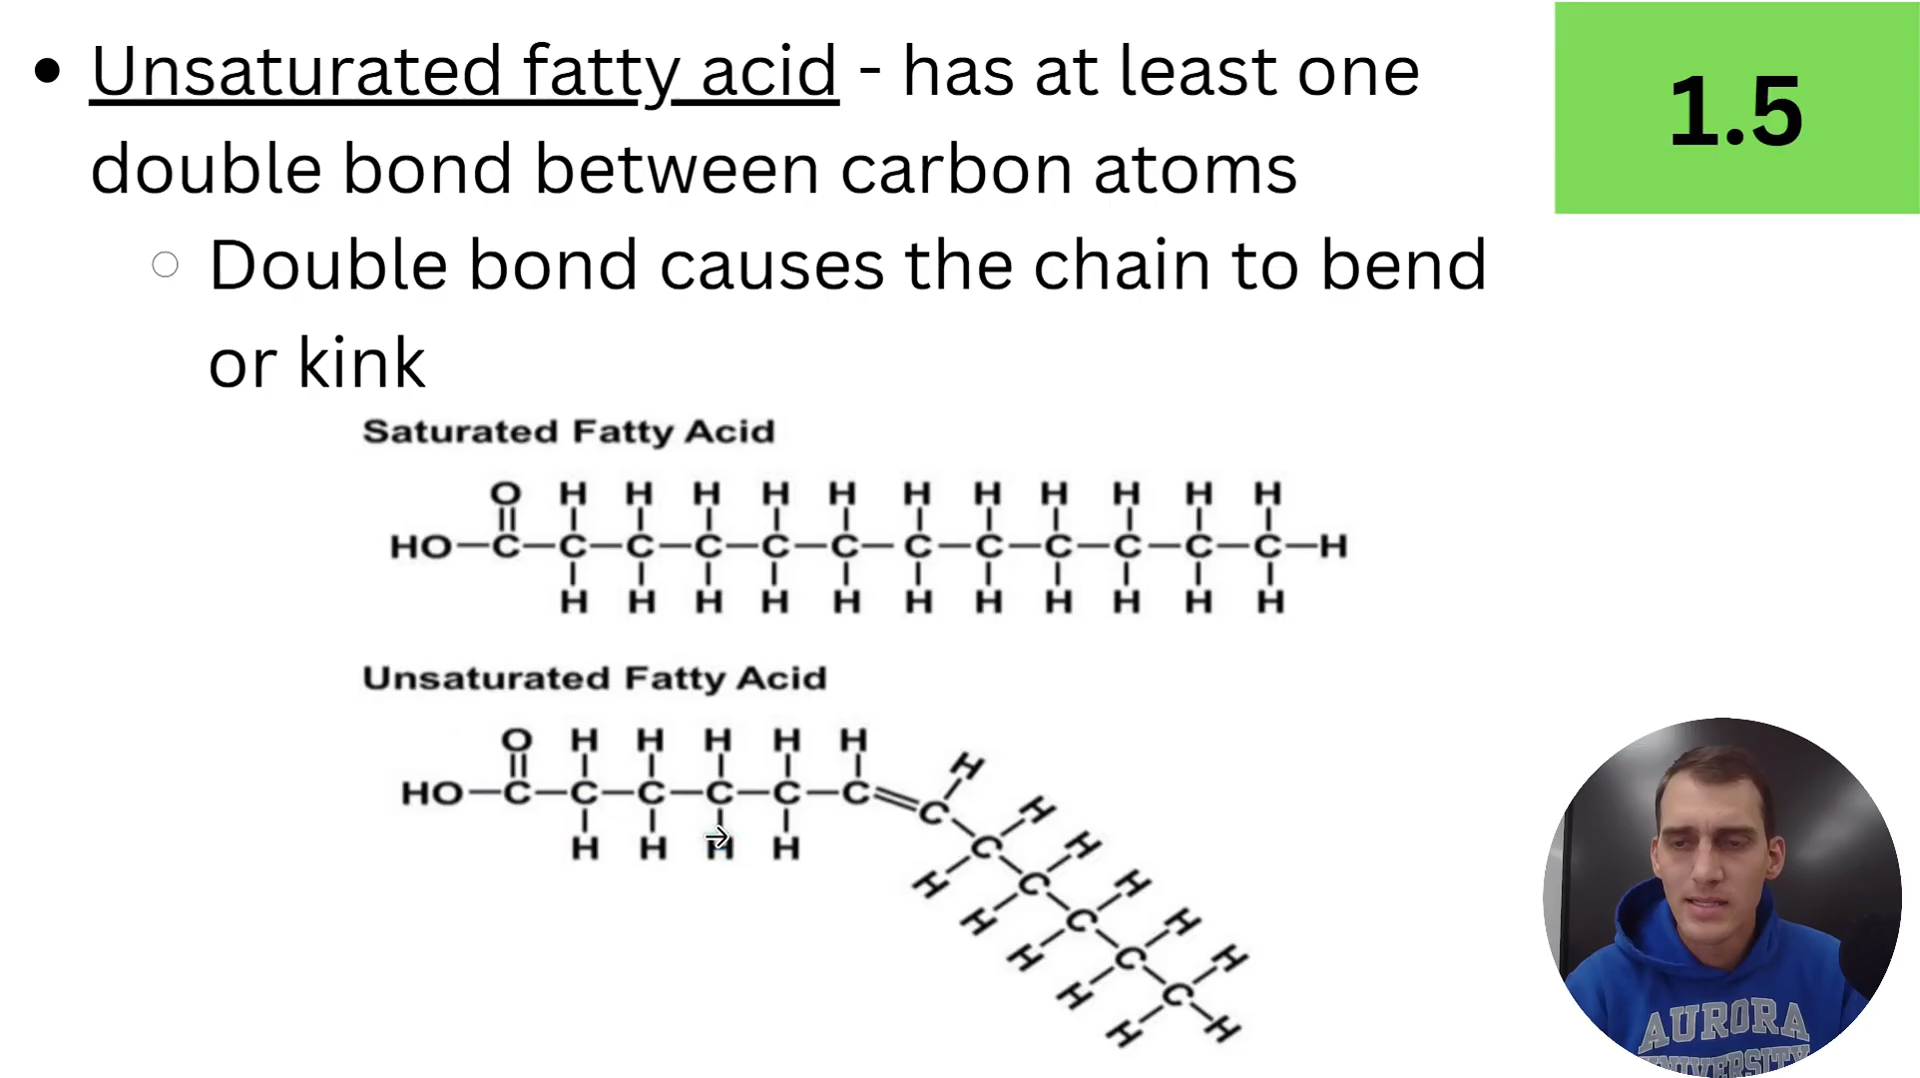 • Unsaturated fatty acid - has at least one
double bond between carbon atoms
○ Double bond causes the chain to bend
or kink
1.5
Saturated Fatty Acid
O H H H H H H H H H H H
HO—C—C—C—C—C—C—C—C—C—C—C—C—H
H H H H H H H H H H H
Unsaturated Fatty Acid
O H H H H H H H H H H H
HO—C—C—C—C—C—C=C—C—C—C—C—C
H H H H H H H H H H
AURORA
UNIVERSITY